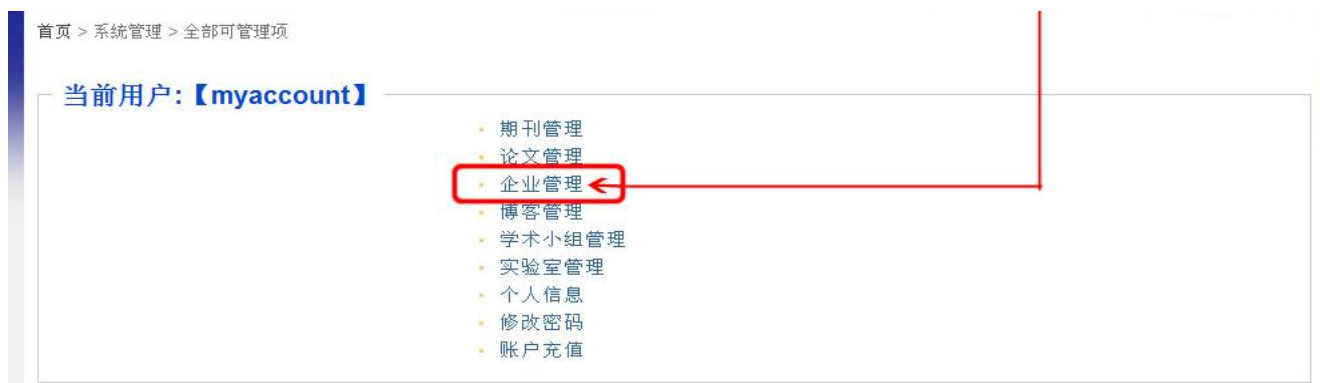 首页 > 系统管理 > 全部可管理项
当前用户:【myaccount】
期刊管理
论文管理
企业管理
博客管理
学术小组管理
实验室管理
个人信息
修改密码
账户充值